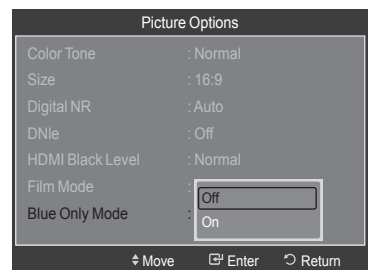 Picture Options
Color Tone : Normal
Size : 16:9
Digital NR : Auto
DNIe : Off
HDMI Black Level : Normal
Film Mode :
Off
Blue Only Mode :
On
Move Enter Return